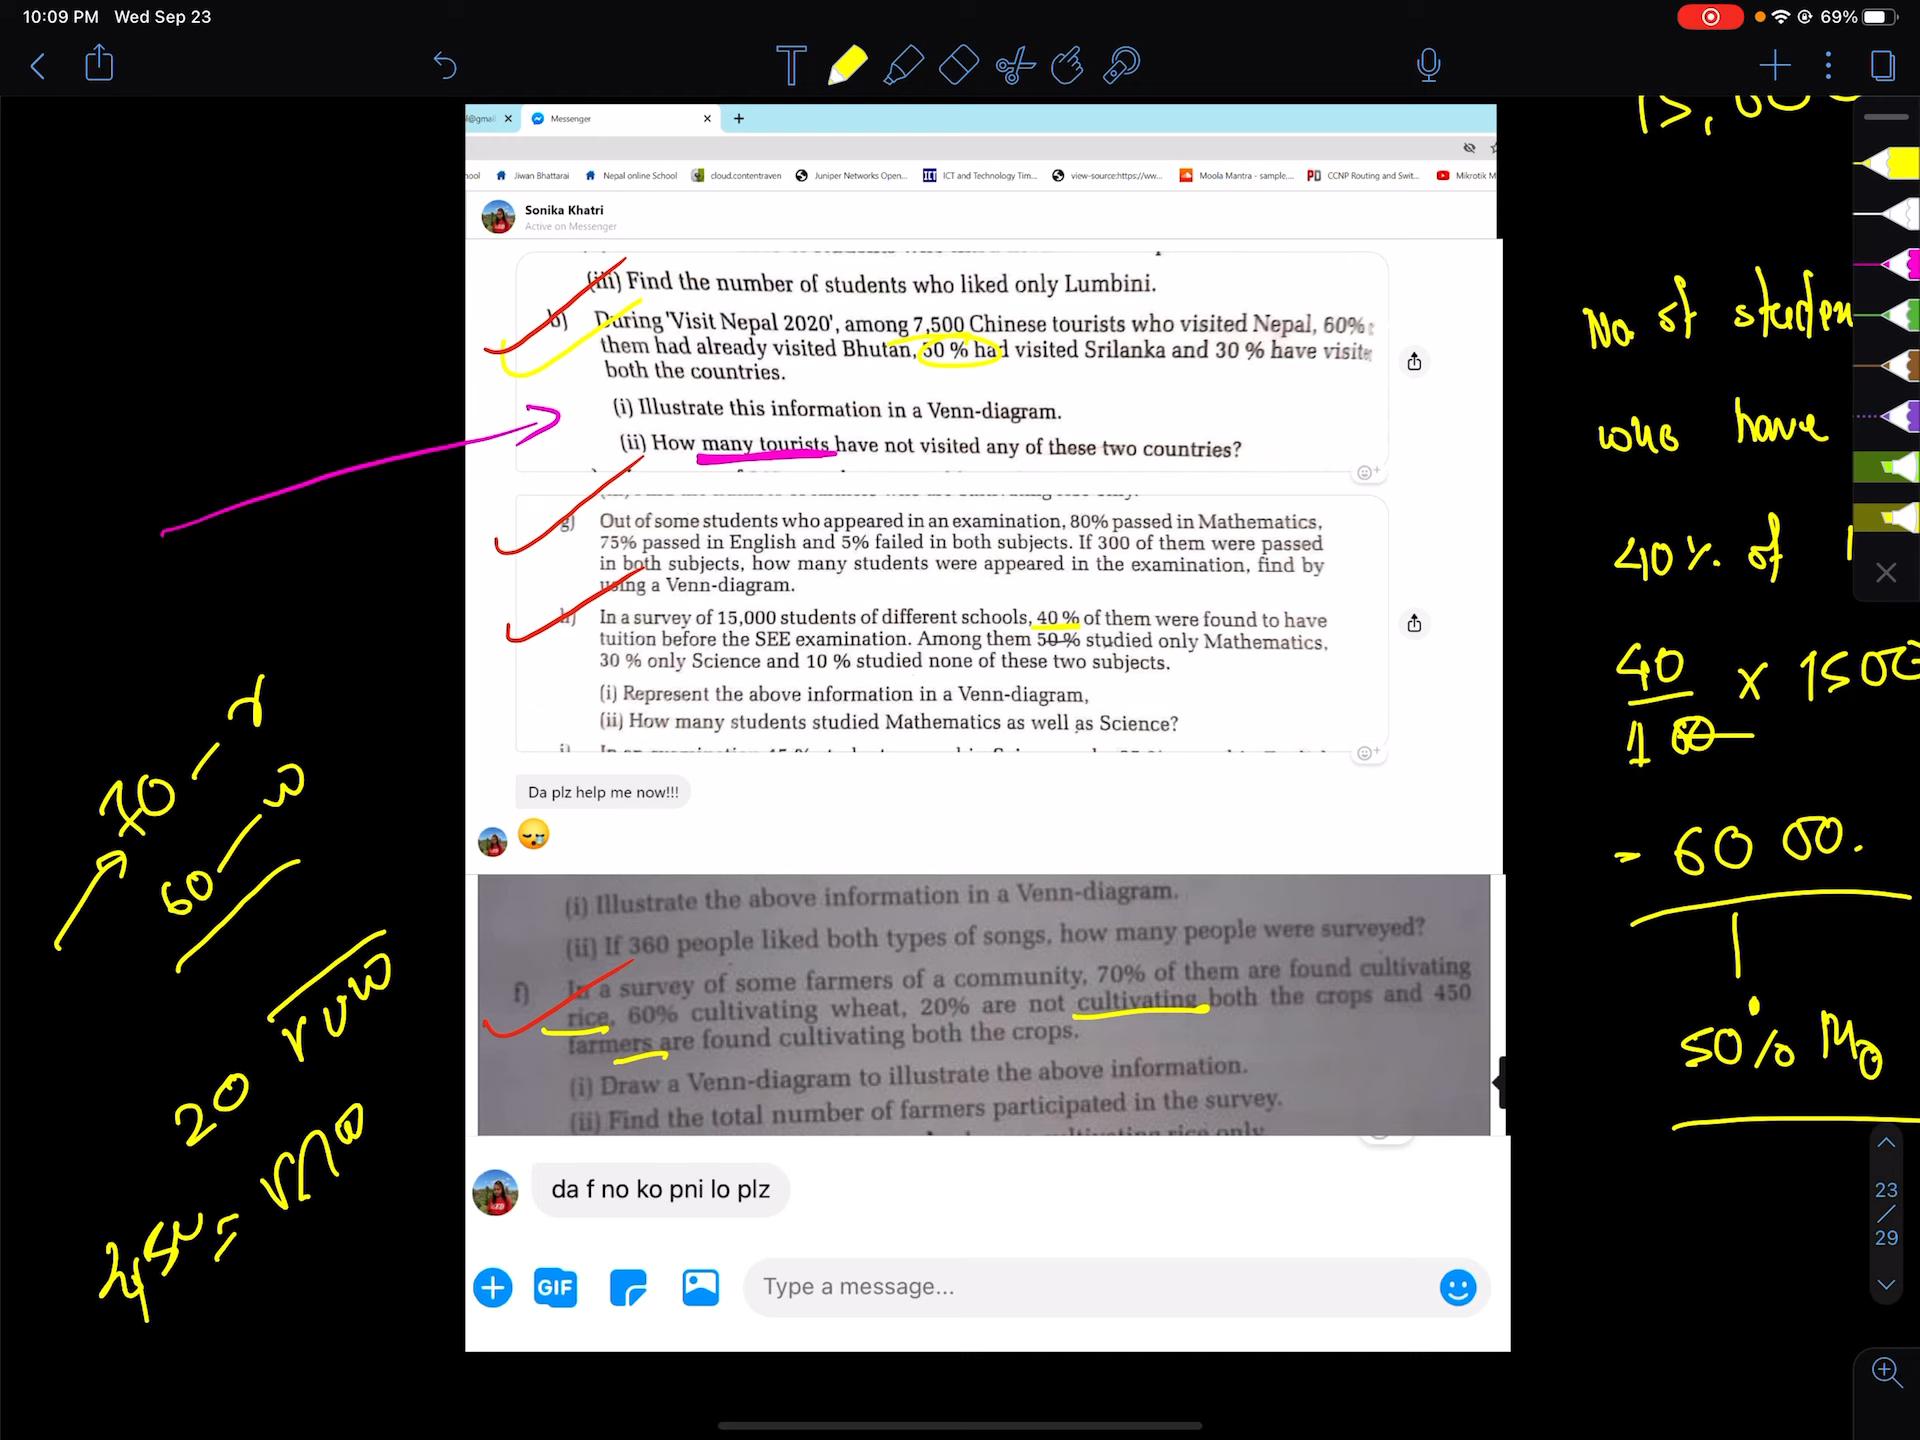 10:09 PM Wed Sep 23
69%
l@gmai
Messenger
Jiwan Bhattarai
Nepal online School
cloud.contentraven
Juniper Networks Open...
ICT and Technology Tim...
view-source:https://ww...
Moola Mantra - sample,...
CCNP Routing and Swit...
Mikrotik M
Sonika Khatri
Active on Messenger
(iii) Find the number of students who liked only Lumbini.
b) During 'Visit Nepal 2020', among 7,500 Chinese tourists who visited Nepal, 60%
them had already visited Bhutan, 50 % had visited Srilanka and 30 % have visite
both the countries.
(i) Illustrate this information in a Venn-diagram.
(ii) How many tourists have not visited any of these two countries?
g) Out of some students who appeared in an examination, 80% passed in Mathematics,
75% passed in English and 5% failed in both subjects. If 300 of them were passed
in both subjects, how many students were appeared in the examination, find by
using a Venn-diagram.
h) In a survey of 15,000 students of different schools, 40 % of them were found to have
tuition before the SEE examination. Among them 50 % studied only Mathematics,
30 % only Science and 10 % studied none of these two subjects.
(i) Represent the above information in a Venn-diagram,
(ii) How many students studied Mathematics as well as Science?
Da plz help me now!!!
(i) Illustrate the above information in a Venn-diagram.
(ii) If 360 people liked both types of songs, how many people were surveyed?
f) In a survey of some farmers of a community, 70% of them are found cultivating
rice, 60% cultivating wheat, 20% are not cultivating both the crops and 450
farmers are found cultivating both the crops.
(i) Draw a Venn-diagram to illustrate the above information.
(ii) Find the total number of farmers participated in the survey.
da f no ko pni lo plz
GIF
Type a message...
70 - r
60 - w
20 r∪w
r∩w
No. of studen
who have
40% of
40/100 × 1500
= 6000.
50% Ma
23
/
29